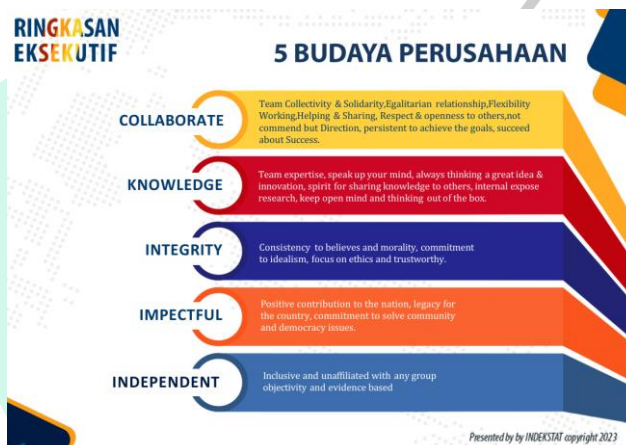 RINGKASAN
EKSEKUTIF
5 BUDAYA PERUSAHAAN
COLLABORATE
Team Collectivity & Solidarity,Egalitarian relationship,Flexibility
Working,Helping & Sharing, Respect & openness to others,not
commend but Direction, persistent to achieve the goals, succeed
about Success.
KNOWLEDGE
Team expertise, speak up your mind, always thinking a great idea &
innovation, spirit for sharing knowledge to others, internal expose
research, keep open mind and thinking out of the box.
INTEGRITY
Consistency to believes and morality, commitment
to idealism, focus on ethics and trustworthy.
IMPECTFUL
Positive contribution to the nation, legacy for
the country, commitment to solve community
and democracy issues.
INDEPENDENT
Inclusive and unaffiliated with any group
objectivity and evidence based
Presented by by INDEKSTAT copyright 2023